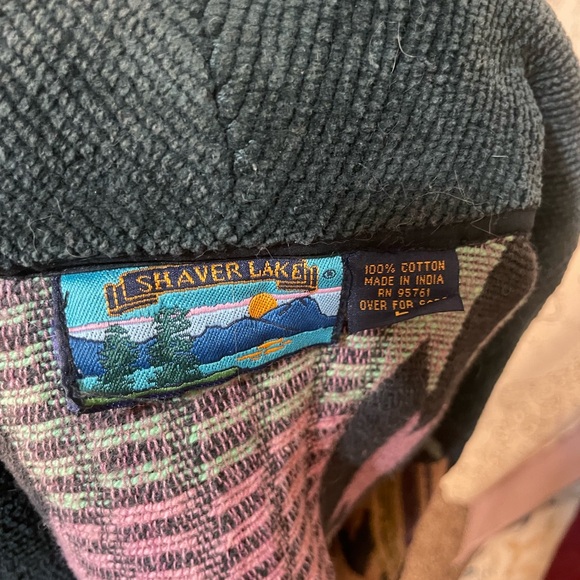 SHAVER LAKE ®
100% COTTON
MADE IN INDIA
RN 95761
OVER FOR
L